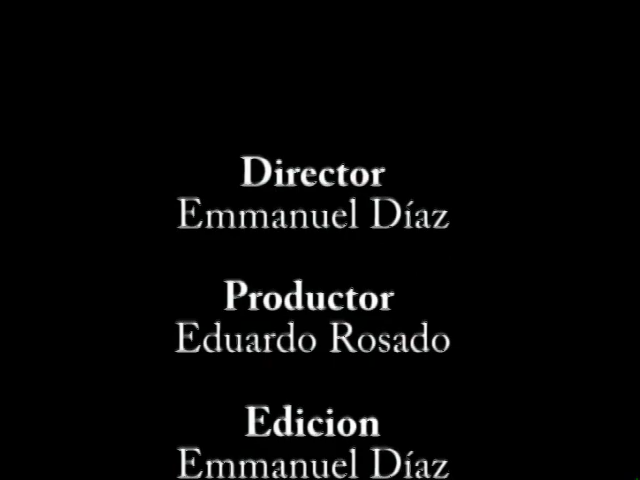 Director
Emmanuel Díaz
Productor
Eduardo Rosado
Edicion
Emmanuel Díaz